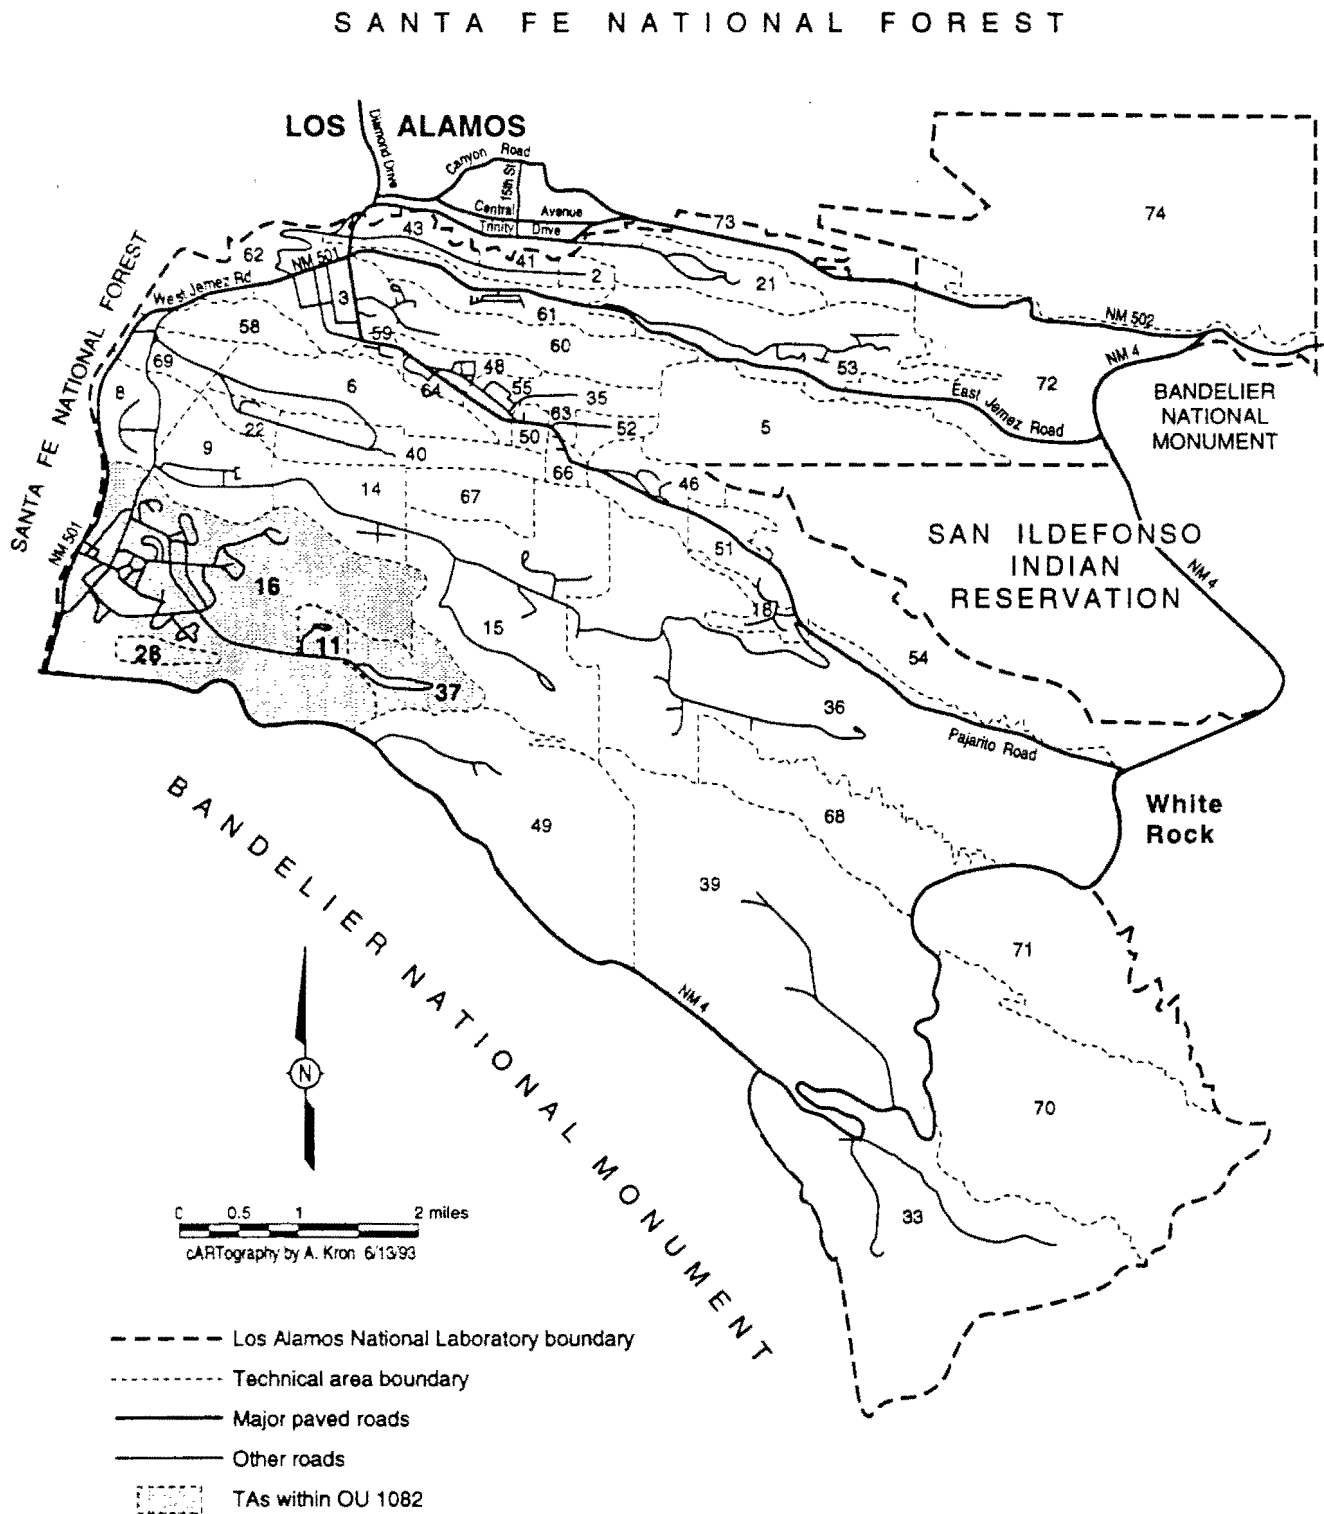 SANTA FE NATIONAL FOREST
LOS ALAMOS
Diamond Drive
Canyon Road
15th St
Central Avenue
Trinity Drive
74
73
43
62
NM 501
41
2
21
SANTA FE NATIONAL FOREST
West Jemez Rd
3
58
59
61
60
NM 502
NM 4
53
72
69
8
6
64
48
55
35
63
East Jemez Road
BANDELIER
NATIONAL
MONUMENT
22
9
40
50
52
5
66
14
67
46
NM 501
51
SAN ILDEFONSO
INDIAN
RESERVATION
NM 4
16
18
15
11
28
54
37
36
Pajarito Road
BANDELIER NATIONAL MONUMENT
49
68
White
Rock
39
71
NM 4
N
70
33
0 0.5 1 2 miles
cARTography by A. Kron 6/13/93
Los Alamos National Laboratory boundary
Technical area boundary
Major paved roads
Other roads
TAs within OU 1082